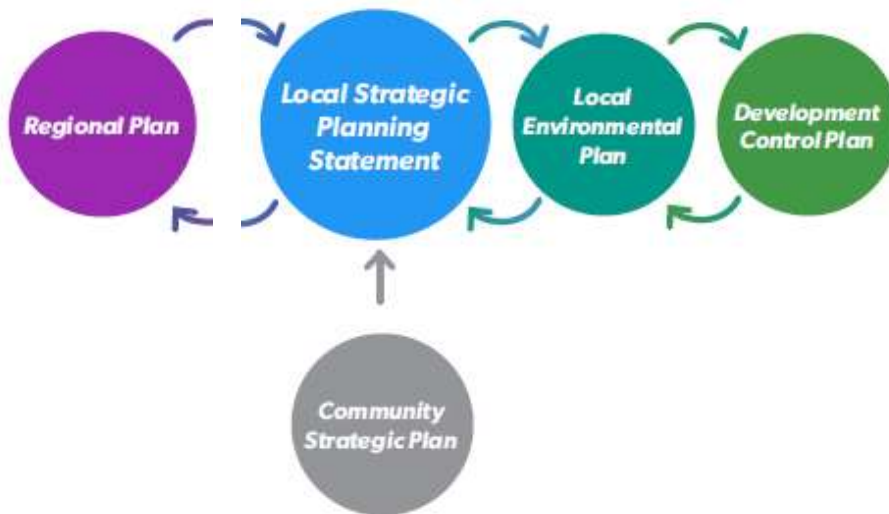 Regional Plan
Local Strategic
Planning
Statement
Local
Environmental
Plan
Development
Control Plan
Community
Strategic Plan